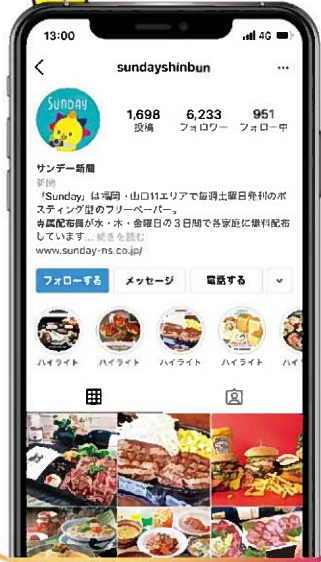 13:00 4G
sundayshinbun
SUNDAY
1,698 6,233 951
投稿 フォロワー フォロー中
サンデー新聞
新聞
「Sunday」は福岡・山口11エリアで毎週土曜日発刊のポ
スティング型のフリーペーパー。
専属配布員が水・木・金曜日の3日間で各家庭に無料配布
しています... 続きを読む
www.sunday-ns.co.jp/
フォローする メッセージ 電話する
ハイライト ハイライト ハイライト ハイライト ハイ